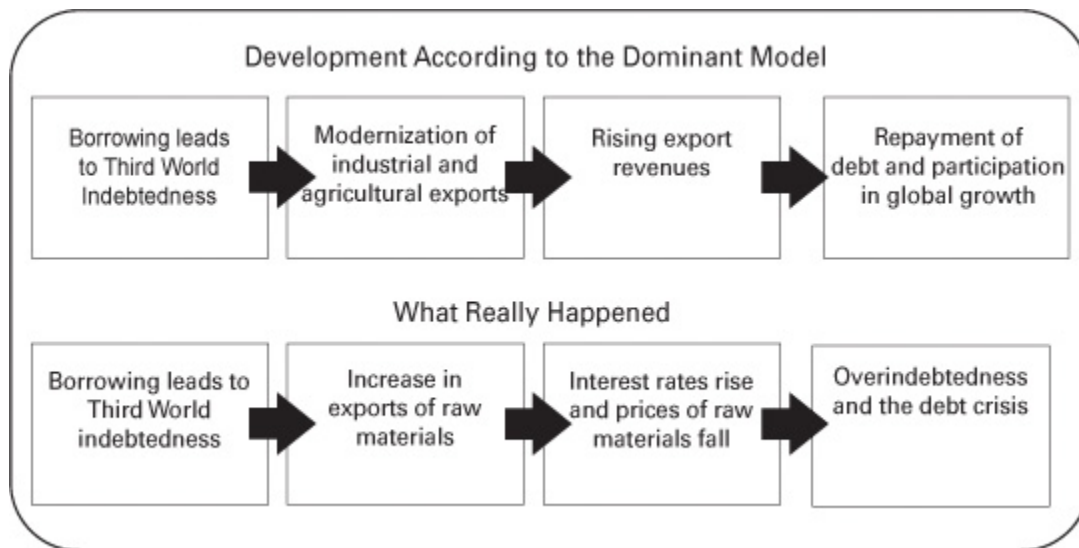 Development According to the Dominant Model
Borrowing leads
to Third World
Indebtedness
Modernization of
industrial and
agricultural exports
Rising export
revenues
Repayment of
debt and participation
in global growth
What Really Happened
Borrowing leads to
Third World
indebtedness
Increase in
exports of raw
materials
Interest rates rise
and prices of raw
materials fall
Overindebtedness
and the debt crisis